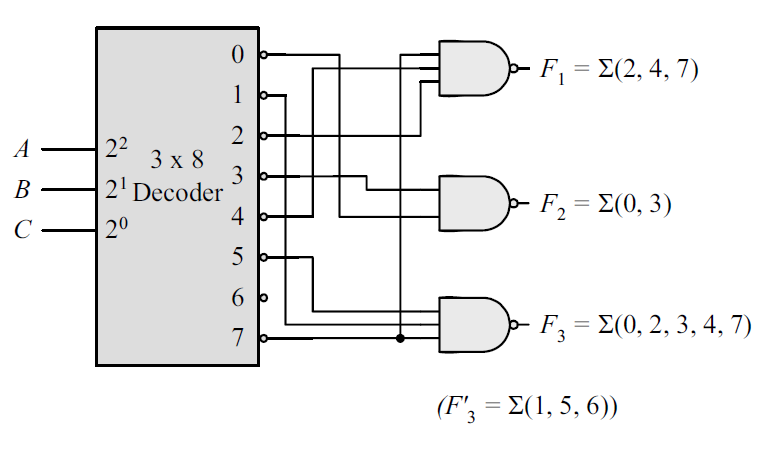 0
1
2
3
4
5
6
7
A
B
C
2²
2¹
2⁰
3 x 8
Decoder
F₁ = Σ(2, 4, 7)
F₂ = Σ(0, 3)
F₃ = Σ(0, 2, 3, 4, 7)
(F'₃ = Σ(1, 5, 6))